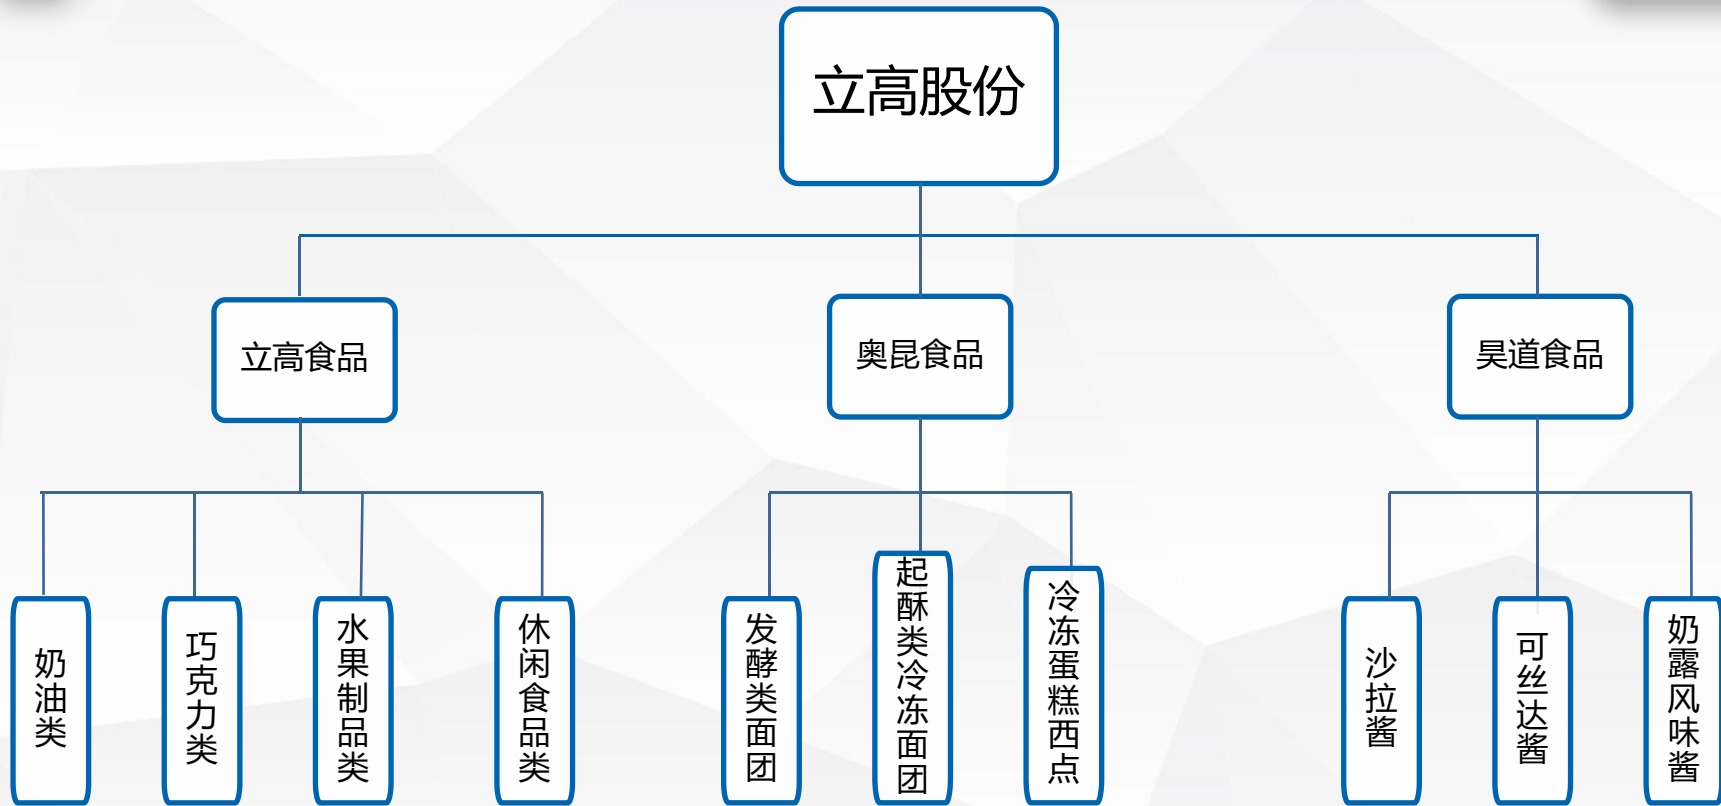 立高股份
立高食品
奥昆食品
昊道食品
奶油类
巧克力类
水果制品类
休闲食品类
发酵类面团
起酥类冷冻面团
冷冻蛋糕西点
沙拉酱
可丝达酱
奶露风味酱